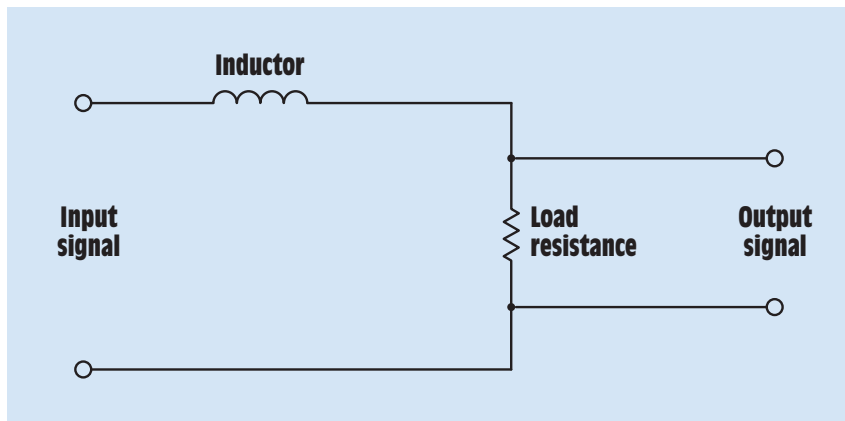 Inductor
Input
signal
Load
resistance
Output
signal